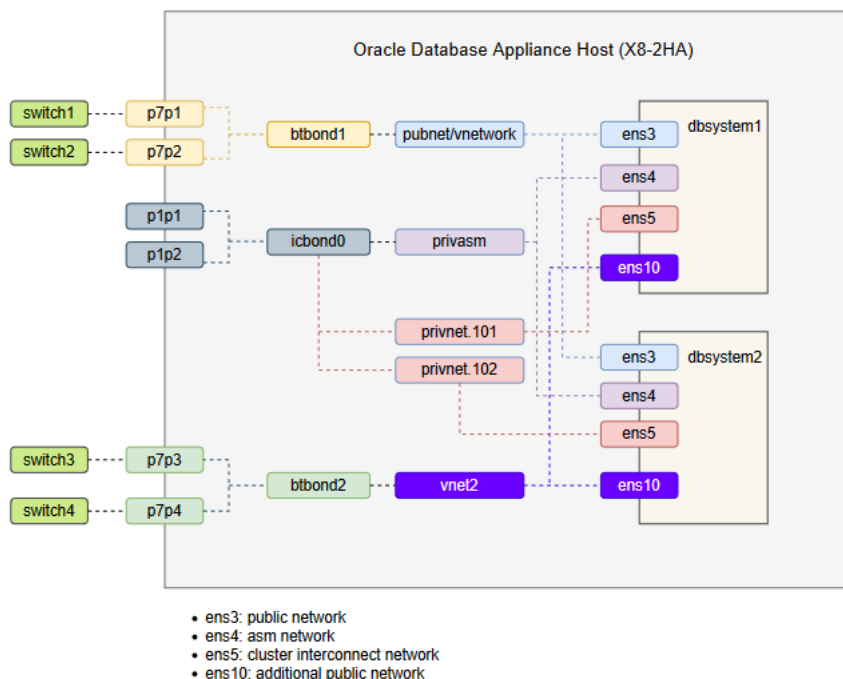 Oracle Database Appliance Host (X8-2HA)
switch1
p7p1
btbond1
pubnet/vnetwork
ens3
dbsystem1
switch2
p7p2
ens4
p1p1
ens5
icbond0
privasm
p1p2
ens10
privnet.101
ens3
dbsystem2
privnet.102
ens4
ens5
switch3
p7p3
btbond2
vnet2
ens10
switch4
p7p4
• ens3: public network
• ens4: asm network
• ens5: cluster interconnect network
• ens10: additional public network